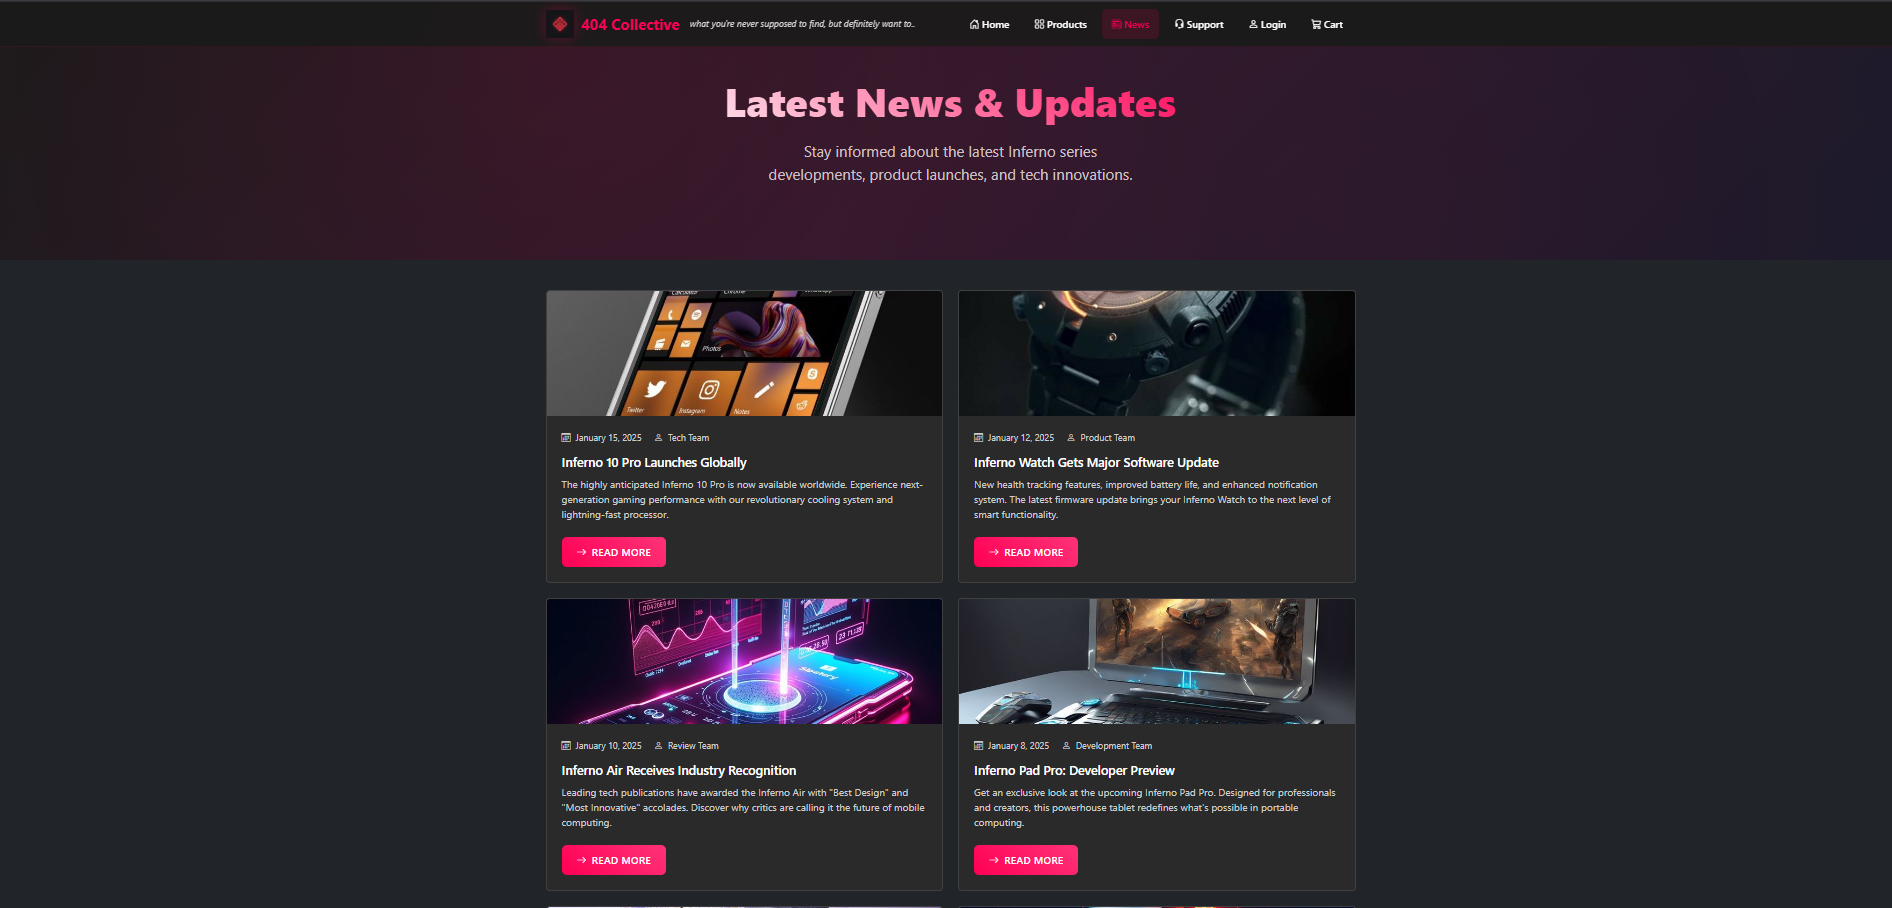 404 Collective what you're never supposed to find, but definitely want to.. Home Products News Support Login Cart
Latest News & Updates
Stay informed about the latest Inferno series
developments, product launches, and tech innovations.
Calculator Chrome WhatsApp
Photos
Twitter Instagram Notes
January 15, 2025 Tech Team
Inferno 10 Pro Launches Globally
The highly anticipated Inferno 10 Pro is now available worldwide. Experience next-
generation gaming performance with our revolutionary cooling system and
lightning-fast processor.
READ MORE
January 12, 2025 Product Team
Inferno Watch Gets Major Software Update
New health tracking features, improved battery life, and enhanced notification
system. The latest firmware update brings your Inferno Watch to the next level of
smart functionality.
READ MORE
January 10, 2025 Review Team
Inferno Air Receives Industry Recognition
Leading tech publications have awarded the Inferno Air with "Best Design" and
"Most Innovative" accolades. Discover why critics are calling it the future of mobile
computing.
READ MORE
January 8, 2025 Development Team
Inferno Pad Pro: Developer Preview
Get an exclusive look at the upcoming Inferno Pad Pro. Designed for professionals
and creators, this powerhouse tablet redefines what's possible in portable
computing.
READ MORE